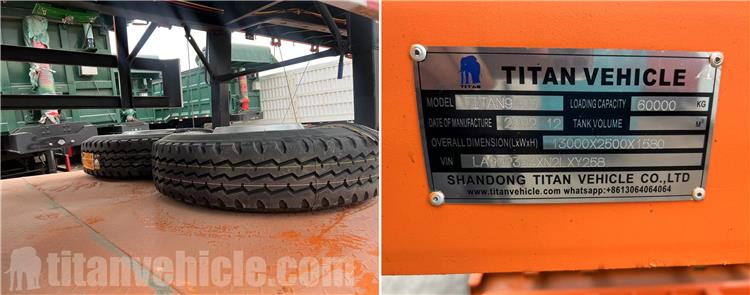 titanvehicle.com
TITAN
TITAN VEHICLE
MODEL
LOADING CAPACITY 60000 KG
DATE OF MANUFACTURE 12 TANK VOLUME M³
OVERALL DIMENSION(LxWxH) 13000X2500X1580
VIN
SHANDONG TITAN VEHICLE CO.,LTD
www.titanvehicle.com whatsapp:+8613064064064